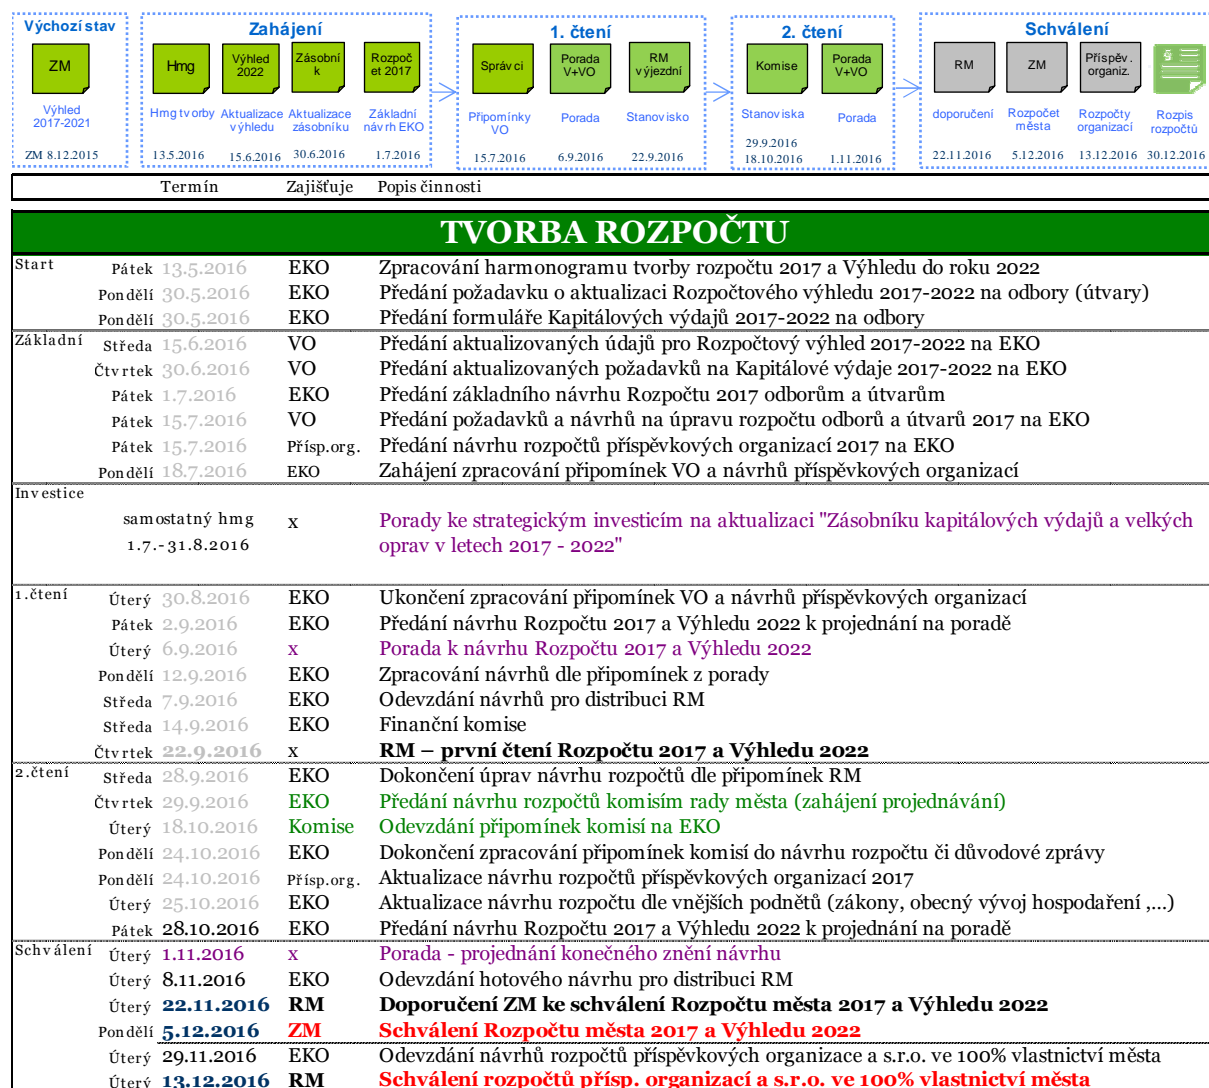 Výchozí stav
Zahájení
1. čtení
2. čtení
Schválení
ZM
Hmg
Výhled 2022
Zásobní k
Rozpoč et 2017
Správci
Porada V+VO
RM výjezdní
Komise
Porada V+VO
RM
ZM
Příspěv. organiz.
Výhled 2017-2021
Hmg tvorby
Aktualizace výhledu
Aktualizace zásobníku
Základní návrh EKO
Připomínky VO
Porada
Stanovisko
Stanoviska
Porada
doporučení
Rozpočet města
Rozpočty organizací
Rozpis rozpočtů
ZM 8.12.2015
13.5.2016
15.6.2016
30.6.2016
1.7.2016
15.7.2016
6.9.2016
22.9.2016
29.9.2016
18.10.2016
1.11.2016
22.11.2016
5.12.2016
13.12.2016
30.12.2016
Termín Zajišťuje Popis činnosti
TVORBA ROZPOČTU
Start Pátek 13.5.2016 EKO Zpracování harmonogramu tvorby rozpočtu 2017 a Výhledu do roku 2022
Pondělí 30.5.2016 EKO Předání požadavku o aktualizaci Rozpočtového výhledu 2017-2022 na odbory (útvary)
Pondělí 30.5.2016 EKO Předání formuláře Kapitálových výdajů 2017-2022 na odbory
Základní Středa 15.6.2016 VO Předání aktualizovaných údajů pro Rozpočtový výhled 2017-2022 na EKO
Čtvrtek 30.6.2016 VO Předání aktualizovaných požadavků na Kapitálové výdaje 2017-2022 na EKO
Pátek 1.7.2016 EKO Předání základního návrhu Rozpočtu 2017 odborům a útvarům
Pátek 15.7.2016 VO Předání požadavků a návrhů na úpravu rozpočtu odborů a útvarů 2017 na EKO
Pátek 15.7.2016 Přísp.org. Předání návrhu rozpočtů příspěvkových organizací 2017 na EKO
Pondělí 18.7.2016 EKO Zahájení zpracování připomínek VO a návrhů příspěvkových organizací
Investice
samostatný hmg x Porady ke strategickým investicím na aktualizaci "Zásobníku kapitálových výdajů a velkých
1.7.-31.8.2016 oprav v letech 2017 - 2022"
1.čtení Úterý 30.8.2016 EKO Ukončení zpracování připomínek VO a návrhů příspěvkových organizací
Pátek 2.9.2016 EKO Předání návrhu Rozpočtu 2017 a Výhledu 2022 k projednání na poradě
Úterý 6.9.2016 x Porada k návrhu Rozpočtu 2017 a Výhledu 2022
Pondělí 12.9.2016 EKO Zpracování návrhů dle připomínek z porady
Středa 7.9.2016 EKO Odevzdání návrhů pro distribuci RM
Středa 14.9.2016 EKO Finanční komise
Čtvrtek 22.9.2016 x RM – první čtení Rozpočtu 2017 a Výhledu 2022
2.čtení Středa 28.9.2016 EKO Dokončení úprav návrhu rozpočtů dle připomínek RM
Čtvrtek 29.9.2016 EKO Předání návrhu rozpočtů komisím rady města (zahájení projednávání)
Úterý 18.10.2016 Komise Odevzdání připomínek komisí na EKO
Pondělí 24.10.2016 EKO Dokončení zpracování připomínek komisí do návrhu rozpočtu či důvodové zprávy
Pondělí 24.10.2016 Přísp.org. Aktualizace návrhu rozpočtů příspěvkových organizací 2017
Úterý 25.10.2016 EKO Aktualizace návrhu rozpočtu dle vnějších podnětů (zákony, obecný vývoj hospodaření ,...)
Pátek 28.10.2016 EKO Předání návrhu Rozpočtu 2017 a Výhledu 2022 k projednání na poradě
Schválení Úterý 1.11.2016 x Porada - projednání konečného znění návrhu
Úterý 8.11.2016 EKO Odevzdání hotového návrhu pro distribuci RM
Úterý 22.11.2016 RM Doporučení ZM ke schválení Rozpočtu města 2017 a Výhledu 2022
Pondělí 5.12.2016 ZM Schválení Rozpočtu města 2017 a Výhledu 2022
Úterý 29.11.2016 EKO Odevzdání návrhů rozpočtů příspěvkových organizace a s.r.o. ve 100% vlastnictví města
Úterý 13.12.2016 RM Schválení rozpočtů přísp. organizací a s.r.o. ve 100% vlastnictví města